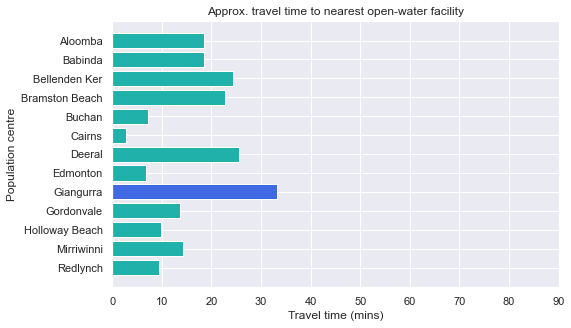 Approx. travel time to nearest open-water facility
Population centre
Aloomba
Babinda
Bellenden Ker
Bramston Beach
Buchan
Cairns
Deeral
Edmonton
Giangurra
Gordonvale
Holloway Beach
Mirriwinni
Redlynch
0 10 20 30 40 50 60 70 80 90
Travel time (mins)